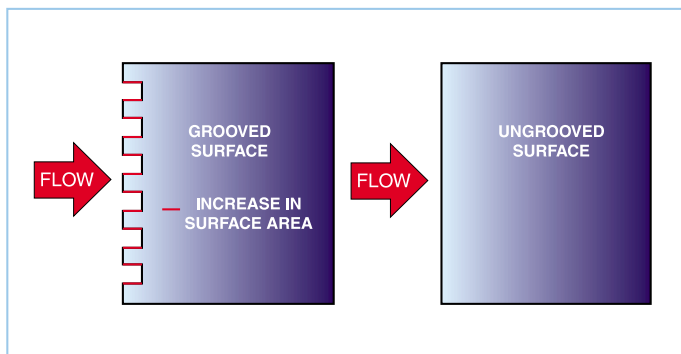 GROOVED
SURFACE
FLOW
INCREASE IN
SURFACE AREA
FLOW
UNGROOVED
SURFACE